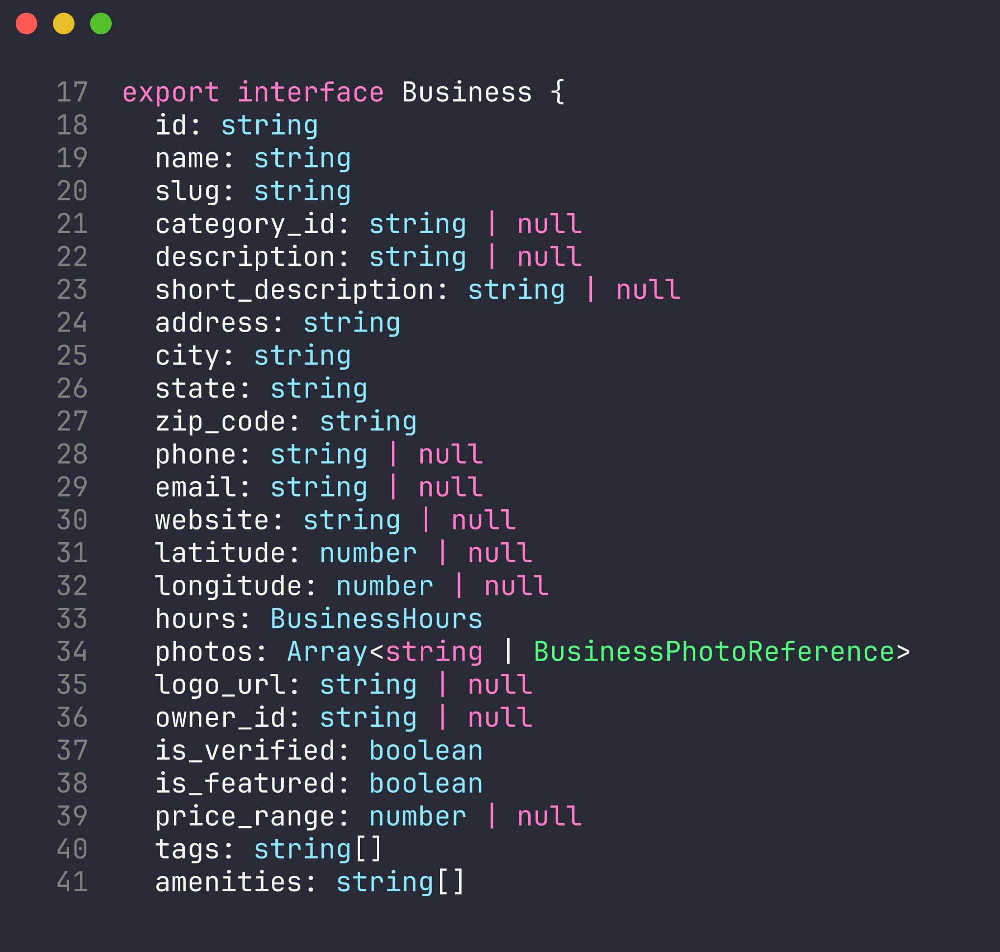 17 export interface Business {
18   id: string
19   name: string
20   slug: string
21   category_id: string | null
22   description: string | null
23   short_description: string | null
24   address: string
25   city: string
26   state: string
27   zip_code: string
28   phone: string | null
29   email: string | null
30   website: string | null
31   latitude: number | null
32   longitude: number | null
33   hours: BusinessHours
34   photos: Array<string | BusinessPhotoReference>
35   logo_url: string | null
36   owner_id: string | null
37   is_verified: boolean
38   is_featured: boolean
39   price_range: number | null
40   tags: string[]
41   amenities: string[]